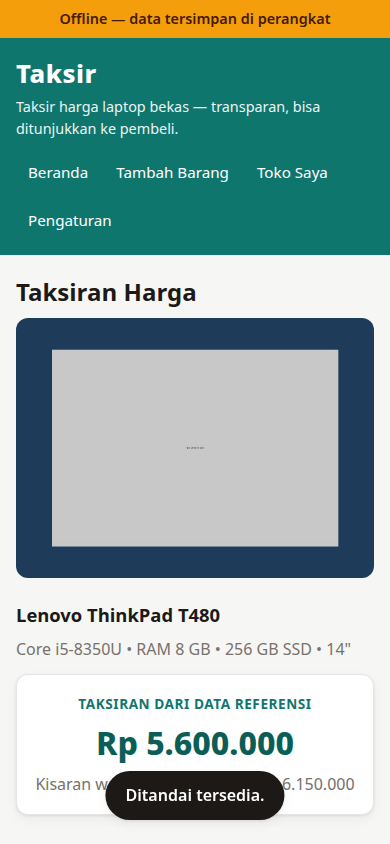 Offline — data tersimpan di perangkat
Taksir
Taksir harga laptop bekas — transparan, bisa
ditunjukkan ke pembeli.
Beranda Tambah Barang Toko Saya
Pengaturan
Taksiran Harga
Lenovo ThinkPad T480
Core i5-8350U • RAM 8 GB • 256 GB SSD • 14"
TAKSIRAN DARI DATA REFERENSI
Rp 5.600.000
Kisaran 6.150.000
Ditandai tersedia.